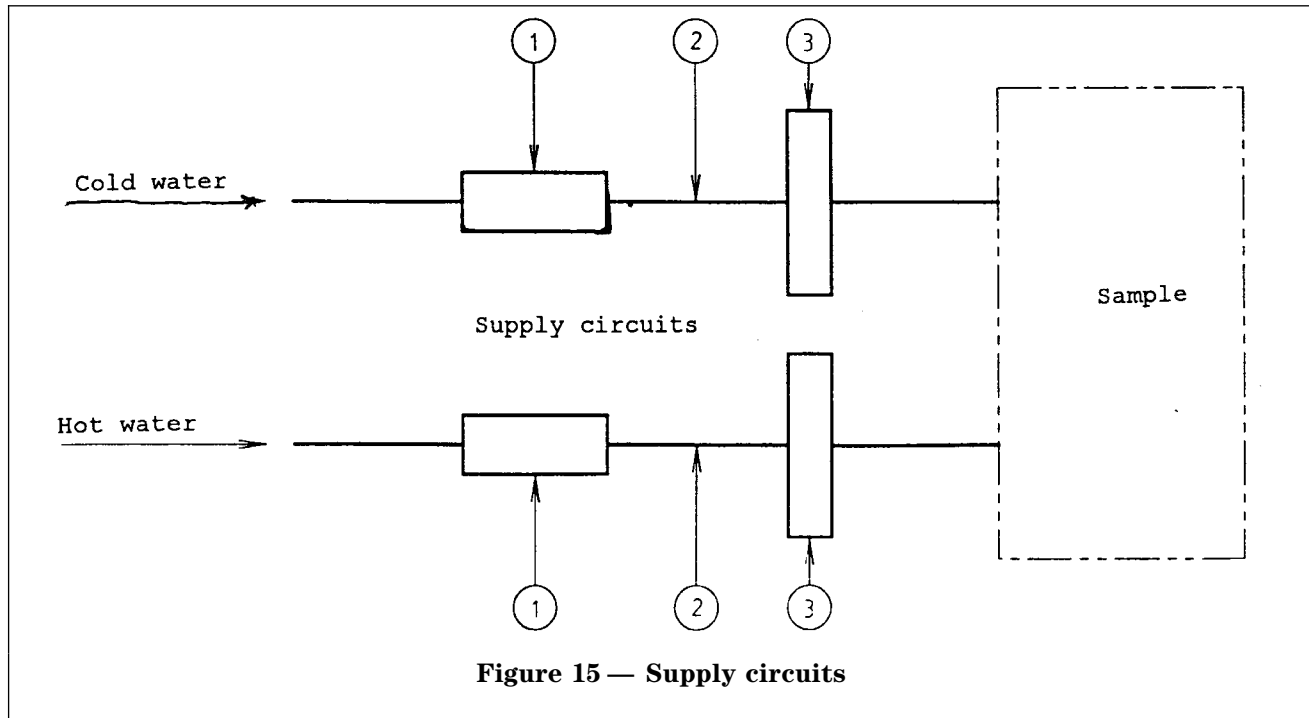 1 2 3
Cold water
Sample
Supply circuits
Hot water
1 2 3
Figure 15 — Supply circuits